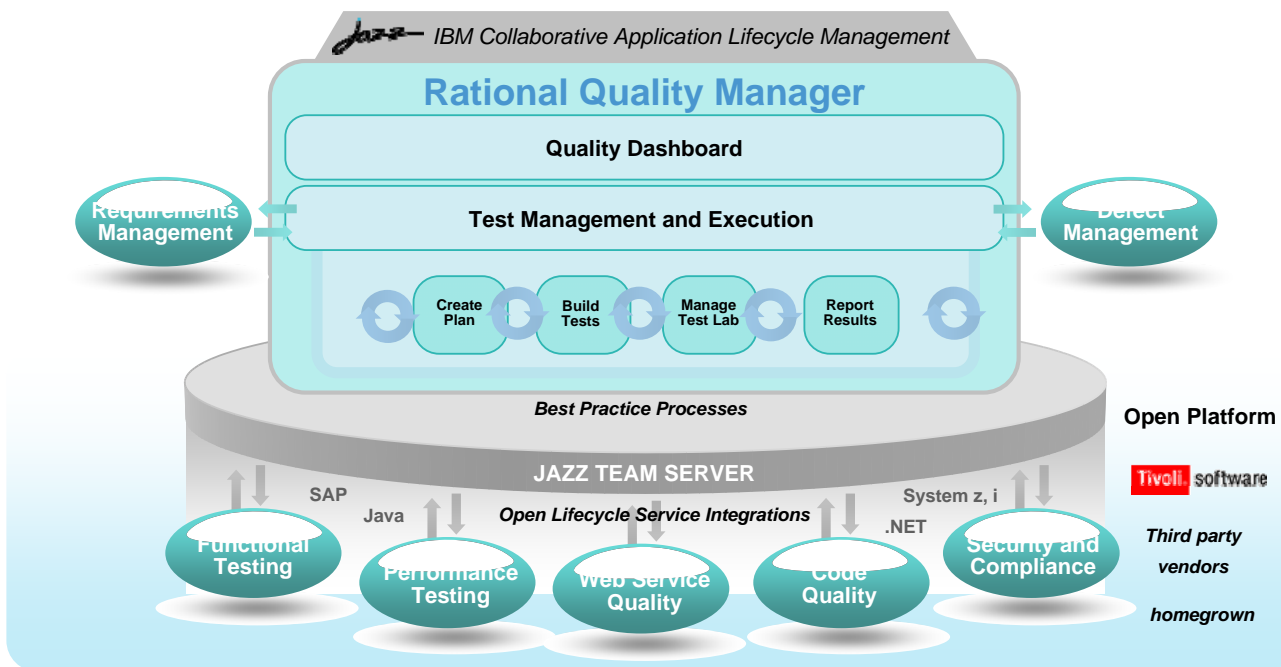 Jazz IBM Collaborative Application Lifecycle Management
Rational Quality Manager
Quality Dashboard
Requirements
Management
Test Management and Execution
Defect
Management
Create
Plan
Build
Tests
Manage
Test Lab
Report
Results
Best Practice Processes
Open Platform
JAZZ TEAM SERVER
Tivoli. software
SAP
Java
Open Lifecycle Service Integrations
System z, i
.NET
Functional
Testing
Performance
Testing
Web Service
Quality
Code
Quality
Security and
Compliance
Third party
vendors
homegrown